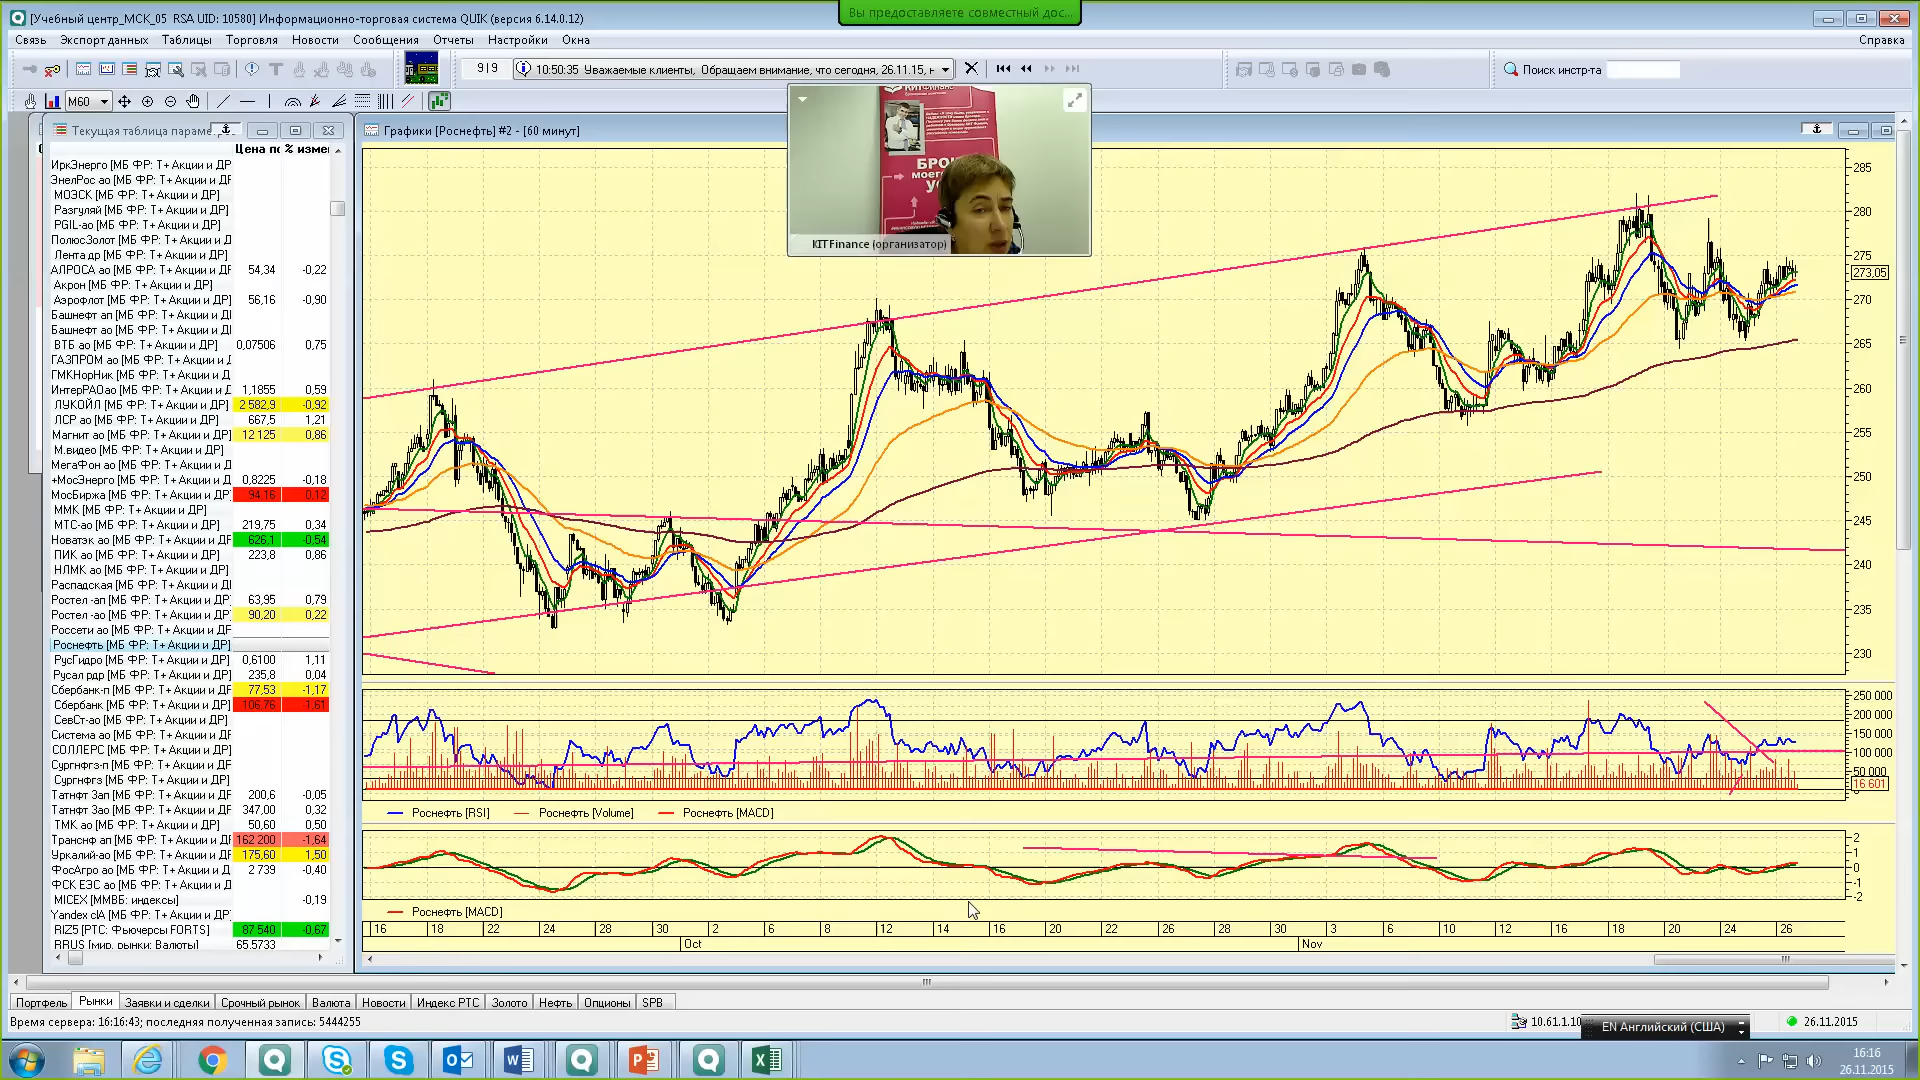 Вы предоставляете совместный дос...
[Учебный центр_МСК_05 RSA UID: 10580] Информационно-торговая система QUIK (версия 6.14.0.12)
Связь Экспорт данных Таблицы Торговля Новости Сообщения Отчеты Настройки Окна Справка
9|9 10:50:35 Уважаемые клиенты, Обращаем внимание, что сегодня, 26.11.15, Поиск инстр-та
M60
Текущая таблица параме
Графики [Роснефть] #2 - [60 минут]
Цена по % измен
ИркЭнерго [МБ ФР: Т+ Акции и ДР]
ЭнелРос ао [МБ ФР: Т+ Акции и ДР]
МОЭСК [МБ ФР: Т+ Акции и ДР]
Разгуляй [МБ ФР: Т+ Акции и ДР]
PGIL-ао [МБ ФР: Т+ Акции и ДР]
ПолюсЗолот [МБ ФР: Т+ Акции и Д
Лента др [МБ ФР: Т+ Акции и ДР]
АЛРОСА ао [МБ ФР: Т+ Акции и ДР 54,34 -0,22
Акрон [МБ ФР: Т+ Акции и ДР]
Аэрофлот [МБ ФР: Т+ Акции и ДР] 56,16 -0,90
Башнефт ап [МБ ФР: Т+ Акции и ДР
Башнефт ао [МБ ФР: Т+ Акции и ДР
ВТБ ао [МБ ФР: Т+ Акции и ДР] 0,07506 0,75
ГАЗПРОМ ао [МБ ФР: Т+ Акции и Д
ГМКНорНик [МБ ФР: Т+ Акции и ДР
ИнтерРАОао [МБ ФР: Т+ Акции и Д 1,1855 0,59
ЛУКОЙЛ [МБ ФР: Т+ Акции и ДР] 2 582,9 -0,92
ЛСР ао [МБ ФР: Т+ Акции и ДР] 667,5 1,21
Магнит ао [МБ ФР: Т+ Акции и ДР] 12 125 0,86
М.видео [МБ ФР: Т+ Акции и ДР]
МегаФон ао [МБ ФР: Т+ Акции и Д
+МосЭнерго [МБ ФР: Т+ Акции и ДР 0,8225 -0,18
МосБиржа [МБ ФР: Т+ Акции и ДР] 94,16 0,12
ММК [МБ ФР: Т+ Акции и ДР]
МТС-ао [МБ ФР: Т+ Акции и ДР] 219,75 0,34
Новатэк ао [МБ ФР: Т+ Акции и ДР] 626,1 -0,54
ПИК ао [МБ ФР: Т+ Акции и ДР] 223,8 0,86
НЛМК ао [МБ ФР: Т+ Акции и ДР]
Распадская [МБ ФР: Т+ Акции и ДР
Ростел -ап [МБ ФР: Т+ Акции и ДР] 63,95 0,79
Ростел -ао [МБ ФР: Т+ Акции и ДР] 90,20 0,22
Россети ао [МБ ФР: Т+ Акции и ДР
Роснефть [МБ ФР: Т+ Акции и ДР]
РусГидро [МБ ФР: Т+ Акции и ДР] 0,6100 1,11
Русал рдр [МБ ФР: Т+ Акции и ДР] 235,8 0,04
Сбербанк-п [МБ ФР: Т+ Акции и ДР 77,53 -1,17
Сбербанк [МБ ФР: Т+ Акции и ДР] 106,76 -1,61
СевСт-ао [МБ ФР: Т+ Акции и ДР]
Система ао [МБ ФР: Т+ Акции и ДР
СОЛЛЕРС [МБ ФР: Т+ Акции и ДР]
Сургнфгз-п [МБ ФР: Т+ Акции и ДР
Сургнфгз [МБ ФР: Т+ Акции и ДР]
Татнфт 3ап [МБ ФР: Т+ Акции и ДР 200,6 -0,05
Татнфт 3ао [МБ ФР: Т+ Акции и ДР 347,00 0,32
ТМК ао [МБ ФР: Т+ Акции и ДР] 50,60 0,50
Транснф ап [МБ ФР: Т+ Акции и ДР 162 200 -1,64
Уркалий-ао [МБ ФР: Т+ Акции и ДР] 175,60 1,50
ФосАгро ао [МБ ФР: Т+ Акции и ДР 2 739 -0,40
ФСК ЕЭС ао [МБ ФР: Т+ Акции и Д
MICEX [ММВБ: индексы] -0,19
Yandex clA [МБ ФР: Т+ Акции и ДР]
RIZ5 [РТС: Фьючерсы FORTS] 87 540 -0,67
RRUS [мир. рынки: Валюты] 65,5733
КИТФинанс
БРО
моег
KITFinance (организатор)
285
280
275
273,05
270
265
260
255
250
245
240
235
230
250 000
200 000
150 000
100 000
50 000
16 601
Роснефть [RSI] Роснефть [Volume] Роснефть [MACD]
2
1
0
-1
-2
Роснефть [MACD]
16 18 22 24 28 30 2 6 8 12 14 16 20 22 26 28 30 3 6 10 12 16 18 20 24 26
Oct Nov
Портфель Рынки Заявки и сделки Срочный рынок Валюта Новости Индекс РТС Золото Нефть Опционы SPB
Время сервера: 16:16:43; последняя полученная запись: 5444255
10.61.1.10 EN Английский (США) 26.11.2015
16:16
26.11.2015